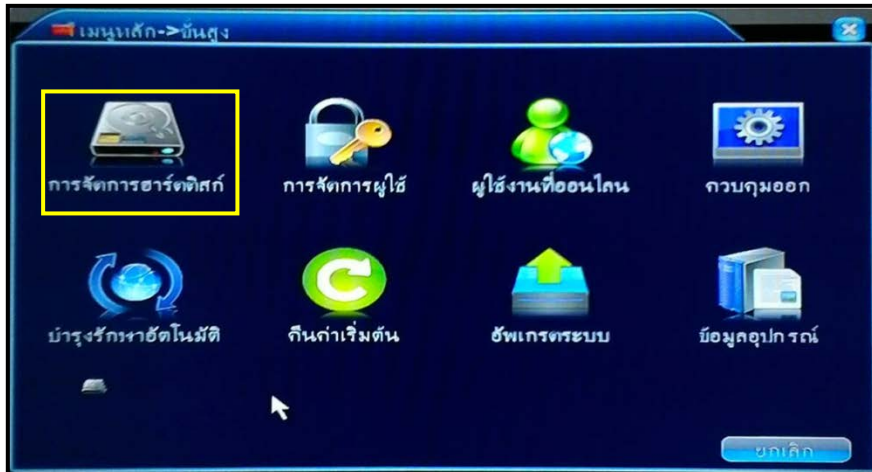 เมนูหลัก->ขั้นสูง
การจัดการฮาร์ดดิสก์
การจัดการผู้ใช้
ผู้ใช้งานที่ออนไลน
ควบคุมออก
บำรุงรักษาอัตโนมัติ
คืนค่าเริ่มต้น
อัพเกรดระบบ
ข้อมูลอุปกรณ์
ยกเลิก